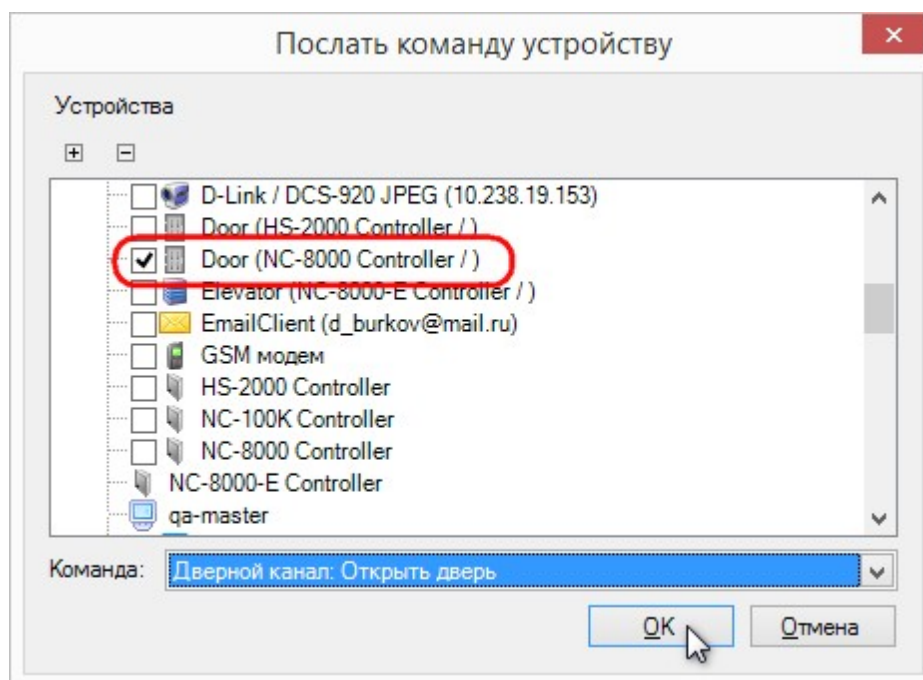 Послать команду устройству
Устройства
D-Link / DCS-920 JPEG (10.238.19.153)
Door (HS-2000 Controller / )
Door (NC-8000 Controller / )
Elevator (NC-8000-E Controller / )
EmailClient (d_burkov@mail.ru)
GSM модем
HS-2000 Controller
NC-100K Controller
NC-8000 Controller
NC-8000-E Controller
qa-master
Команда: Дверной канал: Открыть дверь
OK Отмена